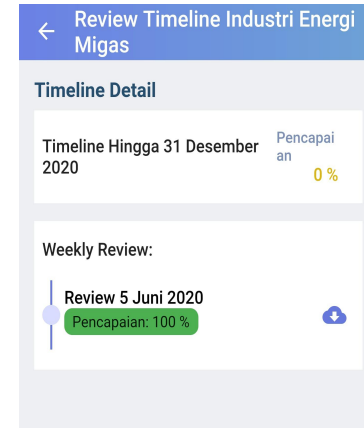 Review Timeline Industri Energi
Migas
Timeline Detail
Timeline Hingga 31 Desember
2020
Pencapai
an
0 %
Weekly Review:
Review 5 Juni 2020
Pencapaian: 100 %